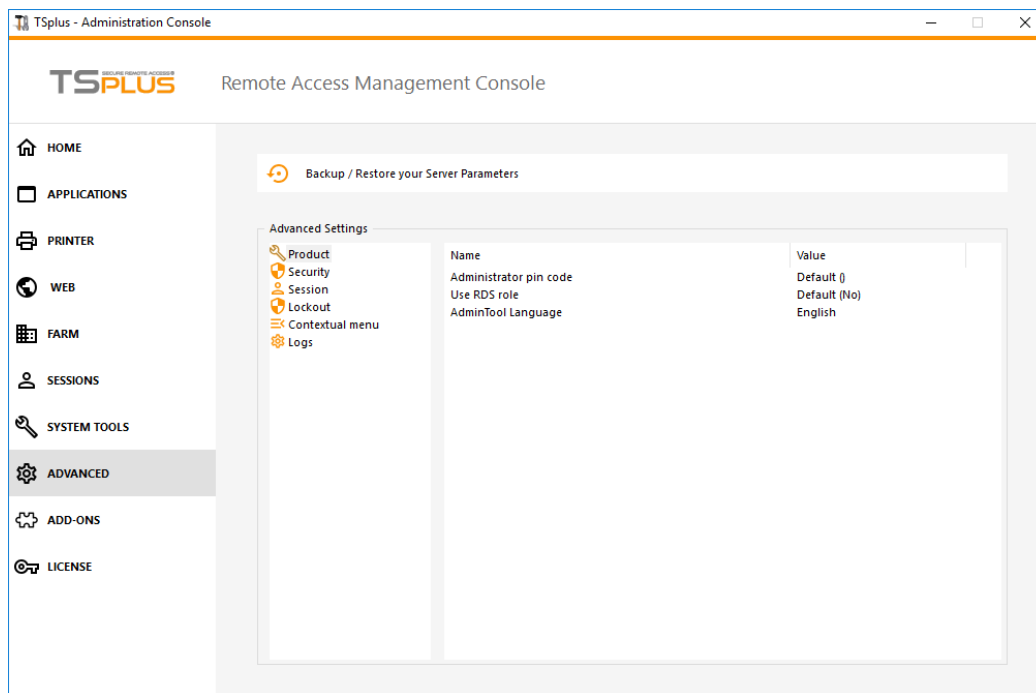 TSplus - Administration Console
TSPLUS
SECURE REMOTE ACCESS®
Remote Access Management Console
HOME
APPLICATIONS
PRINTER
WEB
FARM
SESSIONS
SYSTEM TOOLS
ADVANCED
ADD-ONS
LICENSE
Backup / Restore your Server Parameters
Advanced Settings
Product
Security
Session
Lockout
Contextual menu
Logs
Name Value
Administrator pin code Default ()
Use RDS role Default (No)
AdminTool Language English